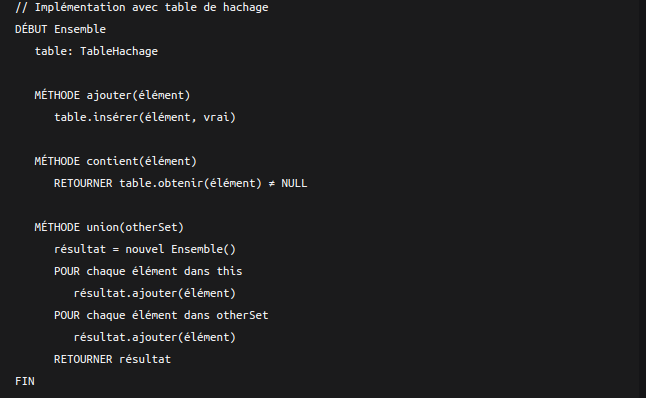 // Implémentation avec table de hachage
DÉBUT Ensemble
table: TableHachage
MÉTHODE ajouter(élément)
table.insérer(élément, vrai)
MÉTHODE contient(élément)
RETOURNER table.obtenir(élément) ≠ NULL
MÉTHODE union(otherSet)
résultat = nouvel Ensemble()
POUR chaque élément dans this
résultat.ajouter(élément)
POUR chaque élément dans otherSet
résultat.ajouter(élément)
RETOURNER résultat
FIN